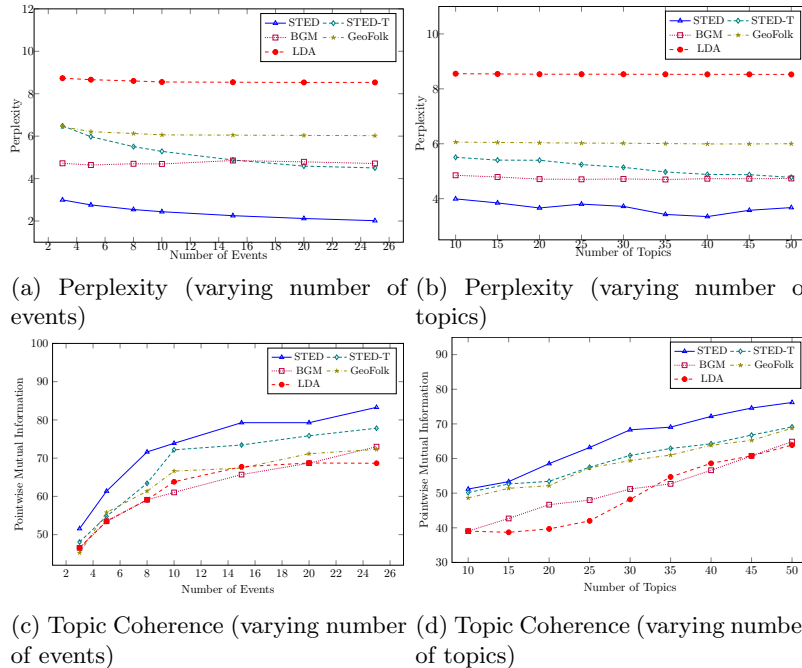 12
10
8
6
4
2
Perplexity
STED STED-T
BGM GeoFolk
LDA
2 4 6 8 10 12 14 16 18 20 22 24 26
Number of Events
(a) Perplexity (varying number of
events)
10
8
6
4
Perplexity
STED STED-T
BGM GeoFolk
LDA
10 15 20 25 30 35 40 45 50
Number of Topics
(b) Perplexity (varying number of
topics)
100
90
80
70
60
50
Pointwise Mutual Information
STED STED-T
BGM GeoFolk
LDA
2 4 6 8 10 12 14 16 18 20 22 24 26
Number of Events
(c) Topic Coherence (varying number
of events)
90
80
70
60
50
40
30
Pointwise Mutual Information
STED STED-T
BGM GeoFolk
LDA
10 15 20 25 30 35 40 45 50
Number of Topics
(d) Topic Coherence (varying number
of topics)